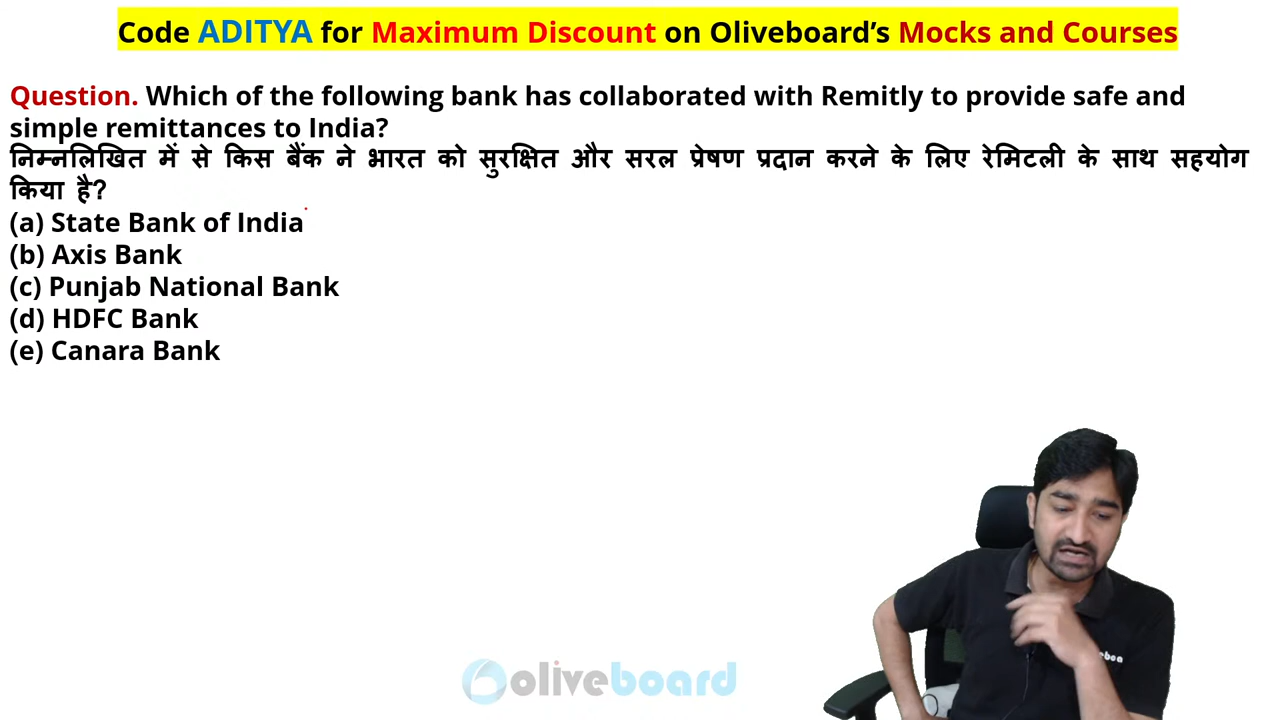 Code ADITYA for Maximum Discount on Oliveboard’s Mocks and Courses
Question. Which of the following bank has collaborated with Remitly to provide safe and
simple remittances to India?
निम्नलिखित में से किस बैंक ने भारत को सुरक्षित और सरल प्रेषण प्रदान करने के लिए रेमिटली के साथ सहयोग
किया है?
(a) State Bank of India
(b) Axis Bank
(c) Punjab National Bank
(d) HDFC Bank
(e) Canara Bank
oliveboard